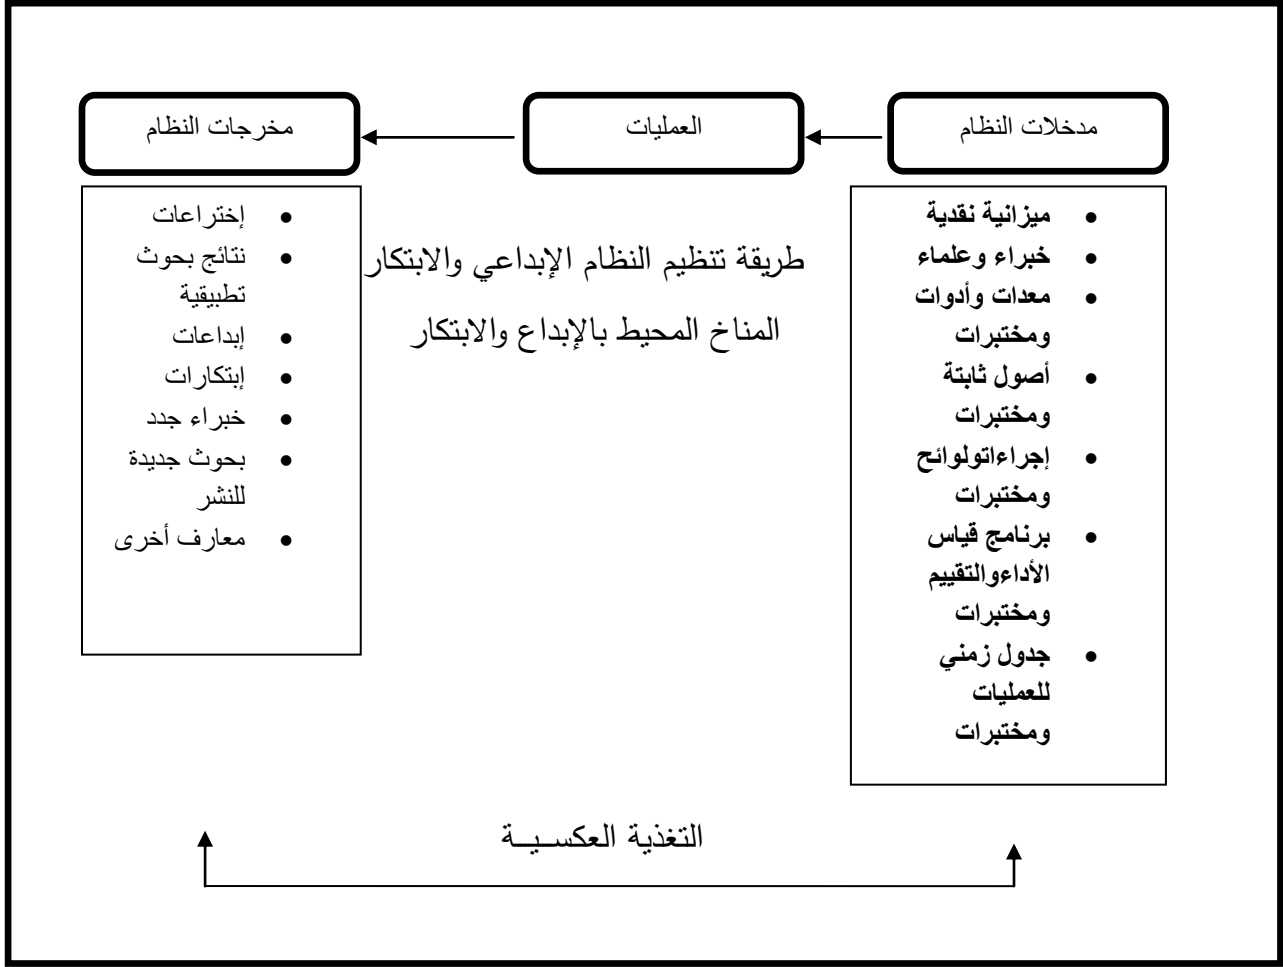 مدخلات النظام
العمليات
مخرجات النظام
ميزانية نقدية
خبراء وعلماء
معدات وأدوات
ومختبرات
أصول ثابتة
ومختبرات
إجراءاتولوائح
ومختبرات
برنامج قياس
الأداءوالتقييم
ومختبرات
جدول زمني
للعمليات
ومختبرات
طريقة تنظيم النظام الإبداعي والابتكار
المناخ المحيط بالإبداع والابتكار
إختراعات
نتائج بحوث
تطبيقية
إبداعات
إبتكارات
خبراء جدد
بحوث جديدة
للنشر
معارف أخرى
التغذية العكسـيــة